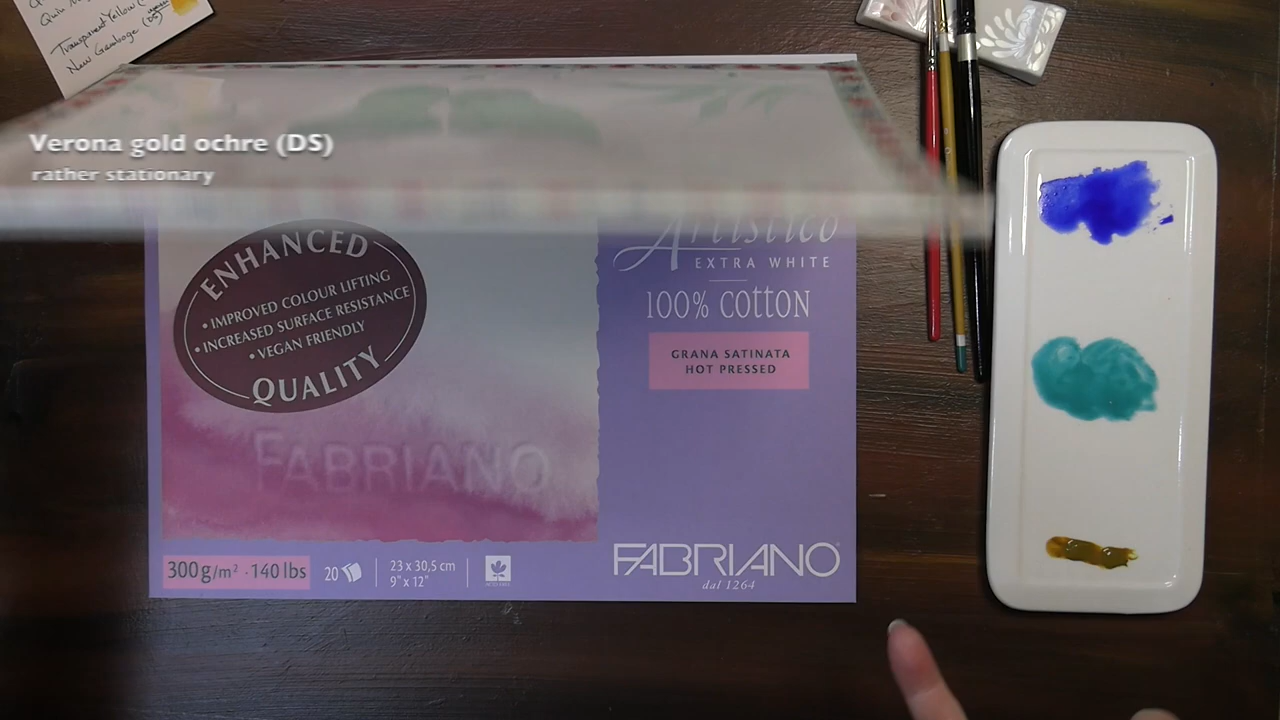 Transparent Yellow
(DS)
New Gamboge
Verona gold ochre (DS)
rather stationary
ENHANCED
• IMPROVED COLOUR LIFTING
• INCREASED SURFACE RESISTANCE
• VEGAN FRIENDLY
QUALITY
FABRIANO
Artistico
EXTRA WHITE
100% COTTON
GRANA SATINATA
HOT PRESSED
300g/m² - 140 lbs
20
23 x 30,5 cm
9" x 12"
FABRIANO®
dal 1264